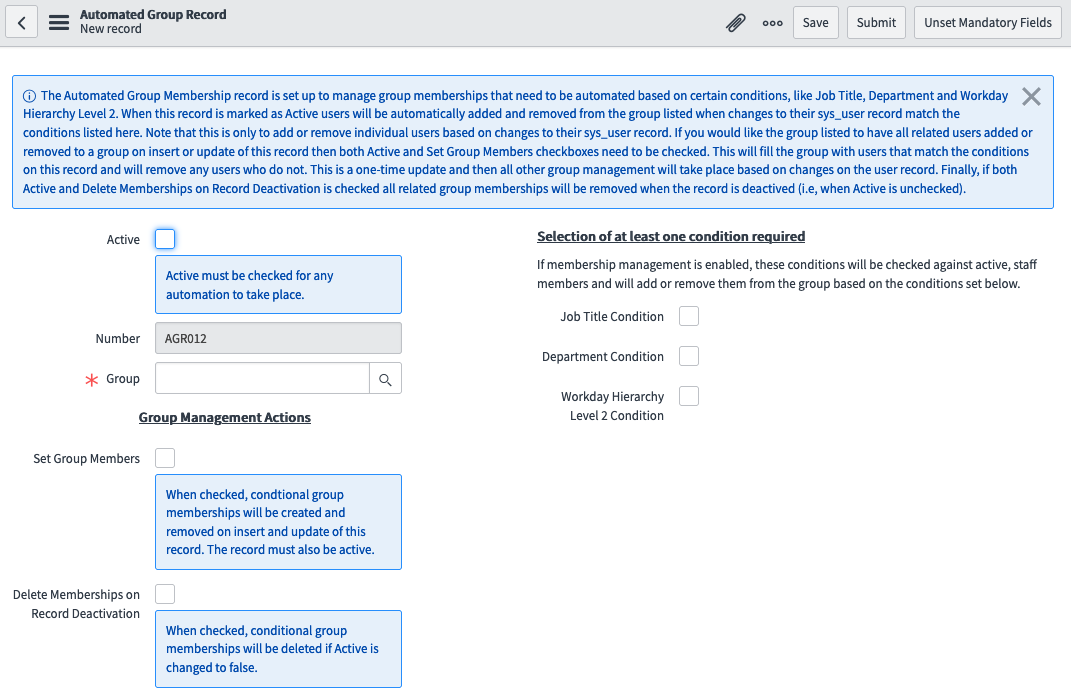 Automated Group Record
New record
Save
Submit
Unset Mandatory Fields
The Automated Group Membership record is set up to manage group memberships that need to be automated based on certain conditions, like Job Title, Department and Workday
Hierarchy Level 2. When this record is marked as Active users will be automatically added and removed from the group listed when changes to their sys_user record match the
conditions listed here. Note that this is only to add or remove individual users based on changes to their sys_user record. If you would like the group listed to have all related users added or
removed to a group on insert or update of this record then both Active and Set Group Members checkboxes need to be checked. This will fill the group with users that match the conditions
on this record and will remove any users who do not. This is a one-time update and then all other group management will take place based on changes on the user record. Finally, if both
Active and Delete Memberships on Record Deactivation is checked all related group memberships will be removed when the record is deactived (i.e, when Active is unchecked).
Active
Active must be checked for any
automation to take place.
Number
AGR012
Group
Group Management Actions
Set Group Members
When checked, condtional group
memberships will be created and
removed on insert and update of this
record. The record must also be active.
Delete Memberships on
Record Deactivation
When checked, conditional group
memberships will be deleted if Active is
changed to false.
Selection of at least one condition required
If membership management is enabled, these conditions will be checked against active, staff
members and will add or remove them from the group based on the conditions set below.
Job Title Condition
Department Condition
Workday Hierarchy
Level 2 Condition